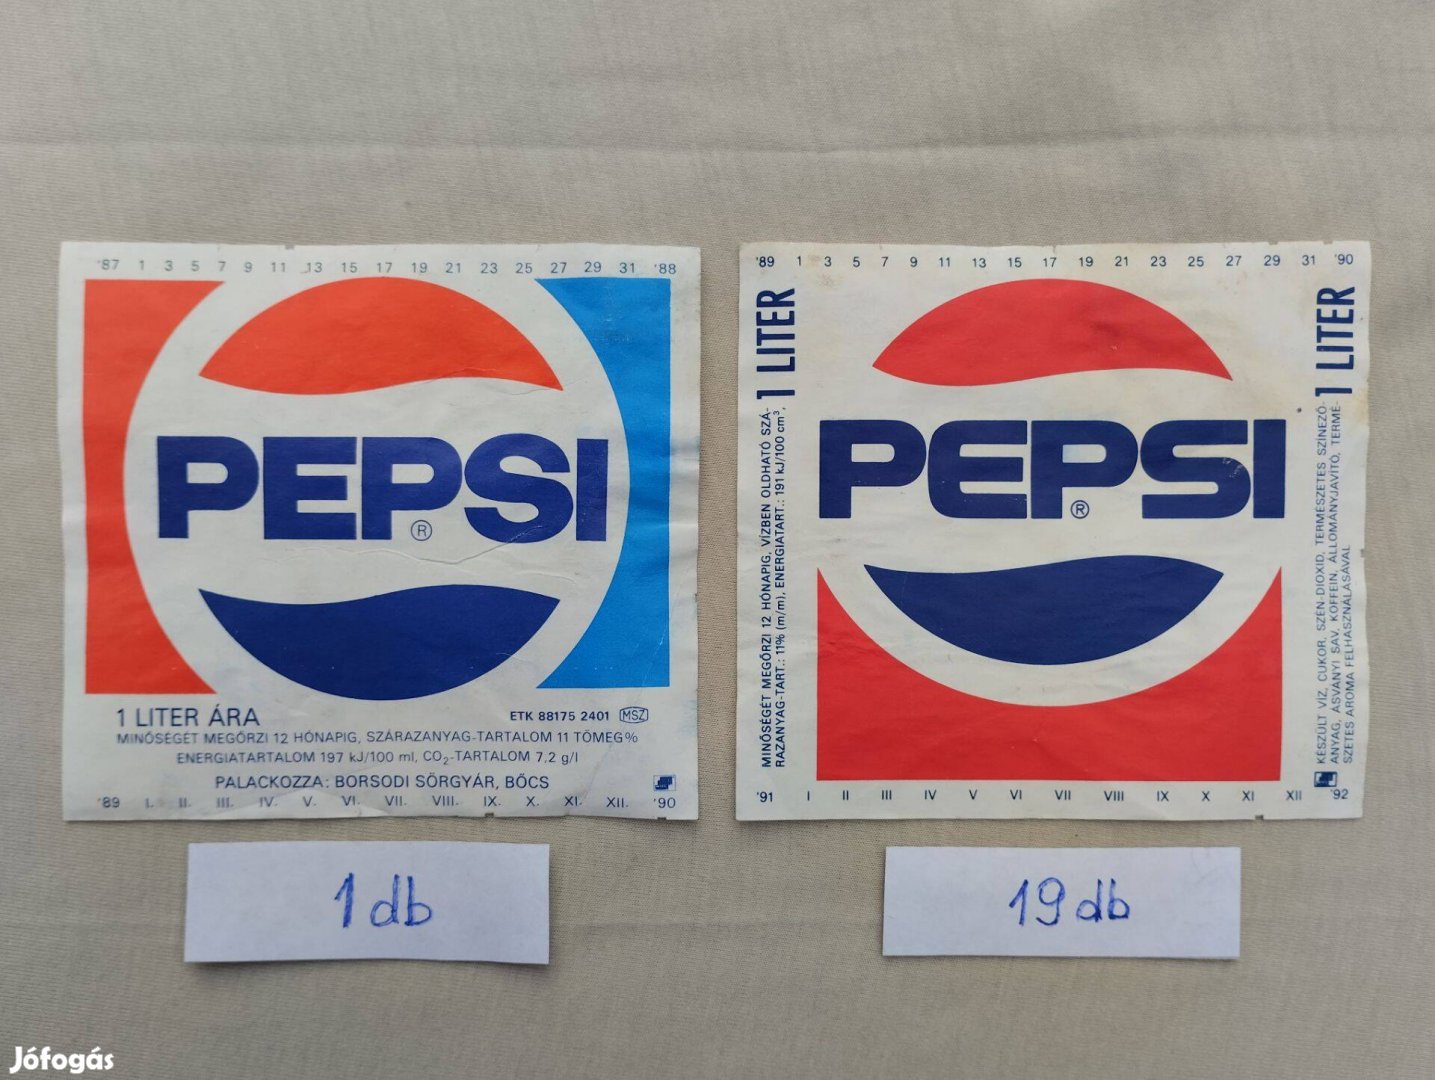 '87 1 3 5 7 9 11 13 15 17 19 21 23 25 27 29 31 '88
PEPSI
®
1 LITER ÁRA
ETK 88175 2401 MSZ
MINŐSÉGÉT MEGŐRZI 12 HÓNAPIG, SZÁRAZANYAG-TARTALOM 11 TÖMEG%
ENERGIATARTALOM 197 kJ/100 ml, CO₂-TARTALOM 7,2 g/l
PALACKOZZA: BORSODI SÖRGYÁR, BŐCS
'89 I. II. III. IV. V. VI. VII. VIII. IX. X. XI. XII. '90
'89 1 3 5 7 9 11 13 15 17 19 21 23 25 27 29 31 '90
1 LITER
MINŐSÉGÉT MEGŐRZI 12 HÓNAPIG, VÍZBEN OLDHATÓ SZÁ-
RAZANYAG-TART.: 11% (m/m), ENERGIATART.: 191 kJ/100 cm³.
PEPSI
®
1 LITER
KÉSZÜLT VÍZ, CUKOR, SZÉN-DIOXID, TERMÉSZETES SZÍNEZŐ-
ANYAG, ÁSVÁNYI SAV, KOFFEIN, ÁLLOMÁNYJAVÍTÓ, TERMÉ-
SZETES AROMA FELHASZNÁLÁSÁVAL
'91 I II III IV V VI VII VIII IX X XI XII '92
1 db
19 db
Jófogás